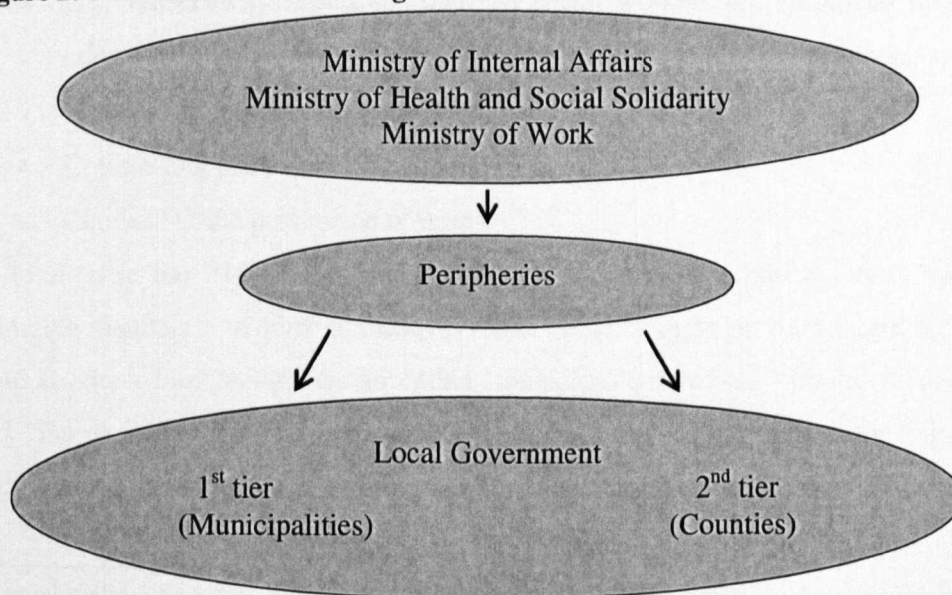 Ministry of Internal Affairs
Ministry of Health and Social Solidarity
Ministry of Work
Peripheries
Local Government
1st tier 2nd tier
(Municipalities) (Counties)